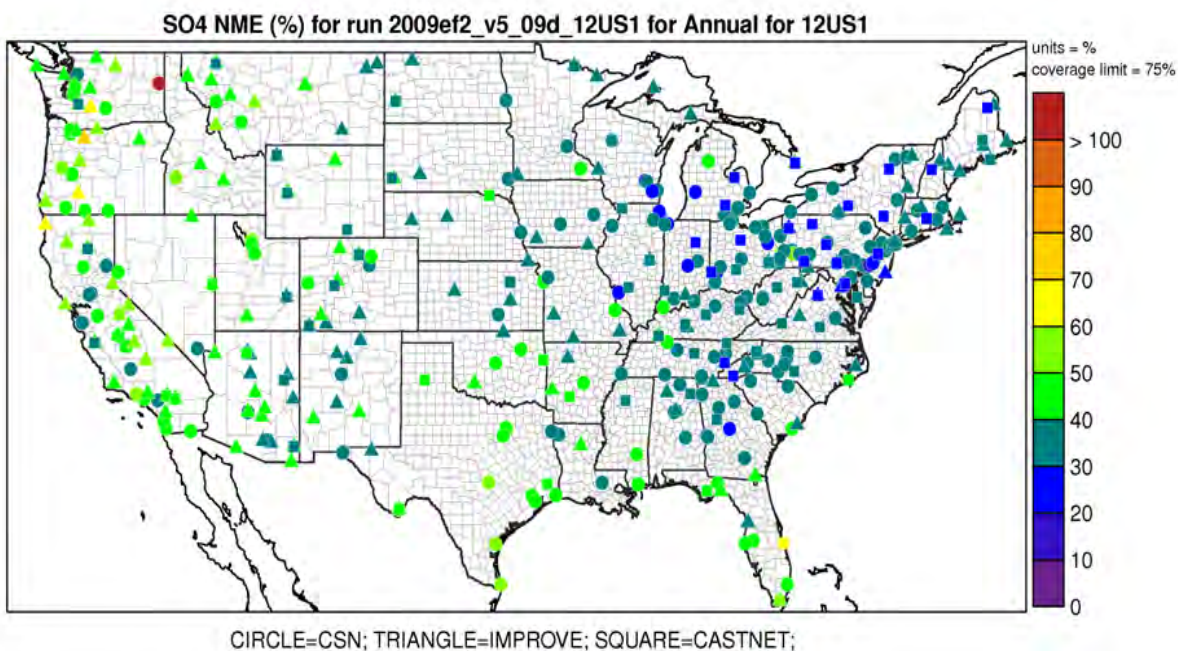 SO4 NME (%) for run 2009ef2_v5_09d_12US1 for Annual for 12US1
units = %
coverage limit = 75%
> 100
90
80
70
60
50
40
30
20
10
0
CIRCLE=CSN; TRIANGLE=IMPROVE; SQUARE=CASTNET;